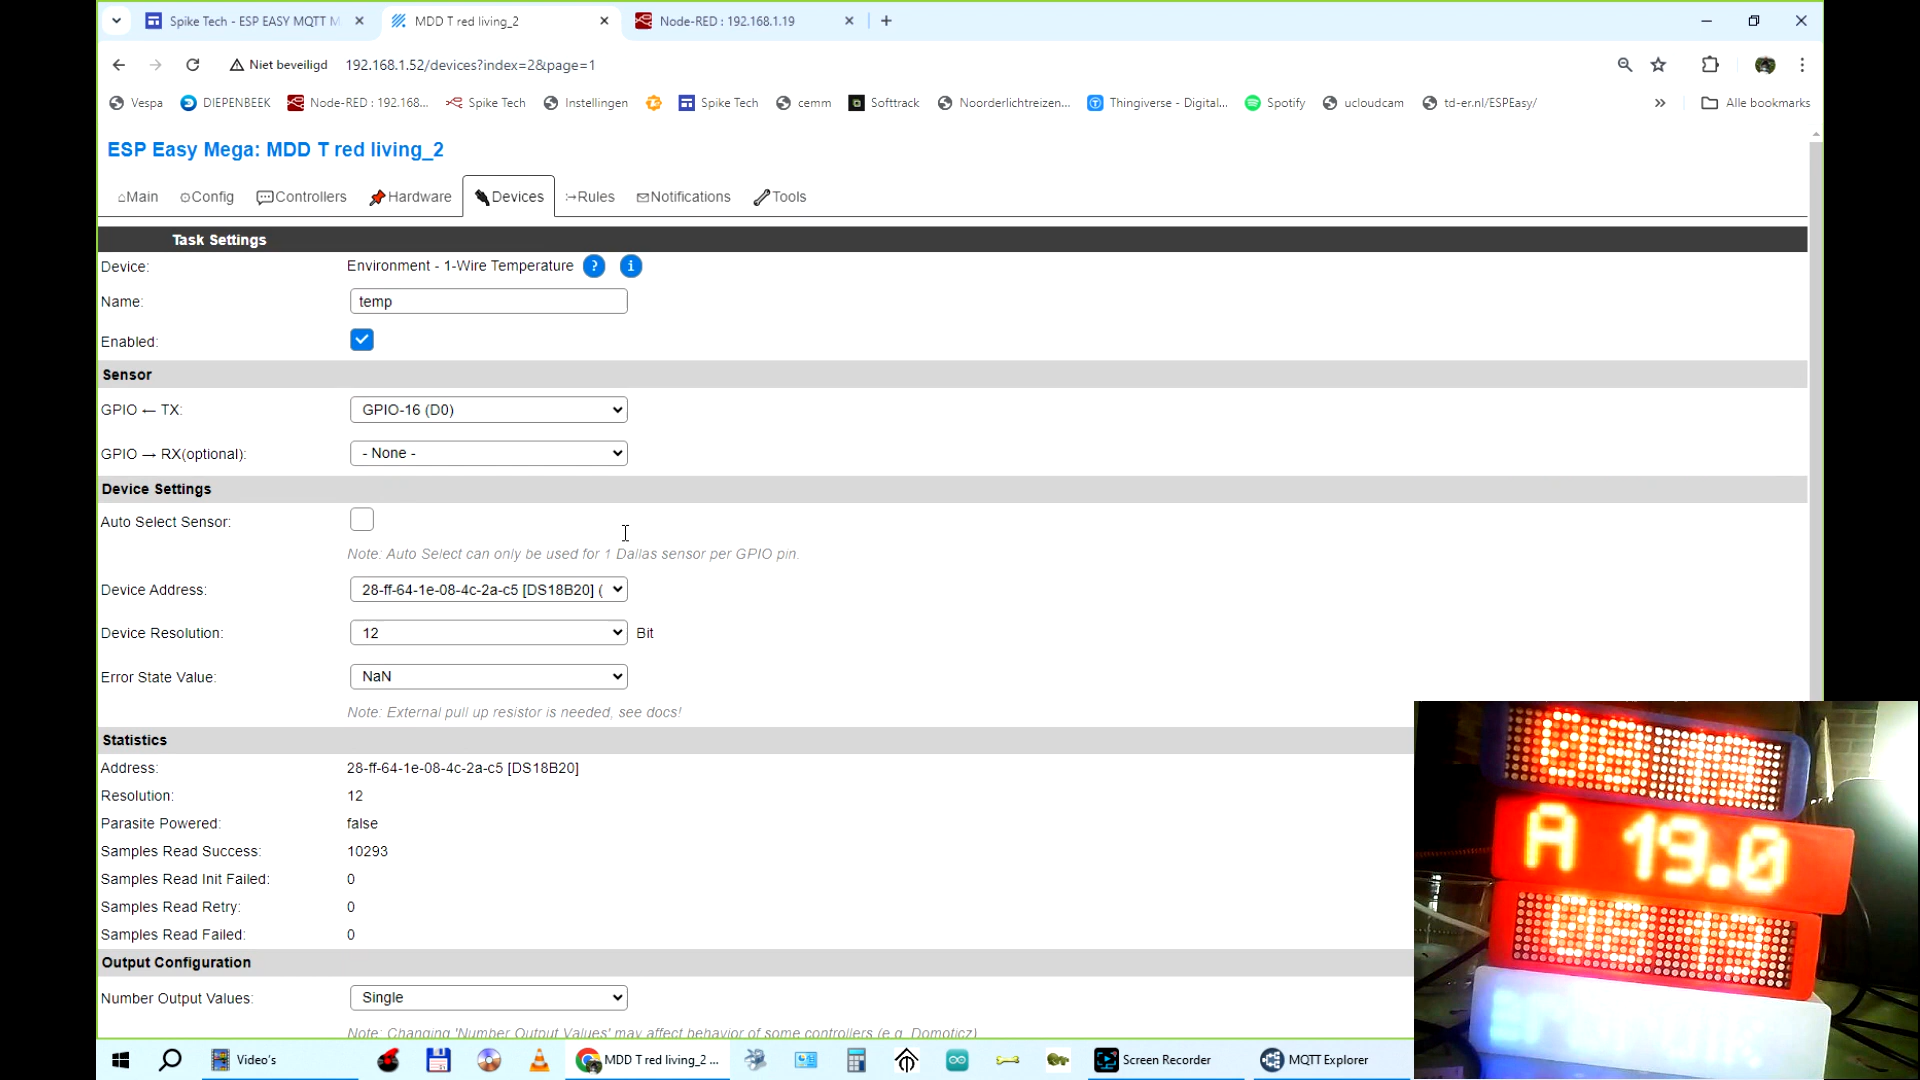 Spike Tech - ESP EASY MQTT M
MDD T red living_2
Node-RED : 192.168.1.19
Niet beveiligd
192.168.1.52/devices?index=2&page=1
Vespa
DIEPENBEEK
Node-RED : 192.168...
Spike Tech
Instellingen
Spike Tech
cemm
Softtrack
Noorderlichtreizen...
Thingiverse - Digital...
Spotify
ucloudcam
td-er.nl/ESPEasy/
»
Alle bookmarks
ESP Easy Mega: MDD T red living_2
Main
Config
Controllers
Hardware
Devices
Rules
Notifications
Tools
Task Settings
Device: Environment - 1-Wire Temperature ? i
Name: temp
Enabled:
Sensor
GPIO ← TX: GPIO-16 (D0)
GPIO → RX(optional): - None -
Device Settings
Auto Select Sensor:
Note: Auto Select can only be used for 1 Dallas sensor per GPIO pin.
Device Address: 28-ff-64-1e-08-4c-2a-c5 [DS18B20] (
Device Resolution: 12 Bit
Error State Value: NaN
Note: External pull up resistor is needed, see docs!
Statistics
Address: 28-ff-64-1e-08-4c-2a-c5 [DS18B20]
Resolution: 12
Parasite Powered: false
Samples Read Success: 10293
Samples Read Init Failed: 0
Samples Read Retry: 0
Samples Read Failed: 0
Output Configuration
Number Output Values: Single
Note: Changing 'Number Output Values' may affect behavior of some controllers (e.g. Domoticz)
A 19.0
Video's
MDD T red living_2 ...
Screen Recorder
MQTT Explorer